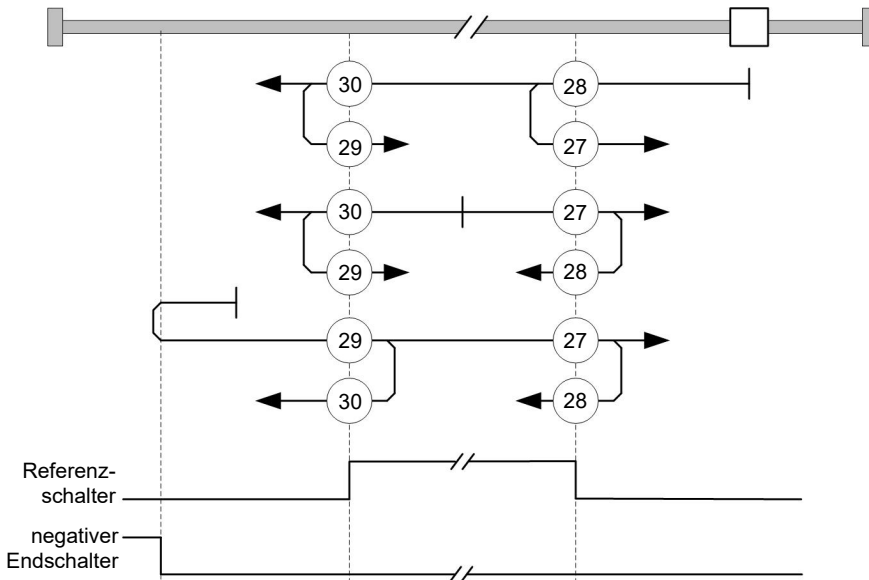 30 28
29 27
30 27
29 28
29 27
30 28
Referenz-
schalter
negativer
Endschalter